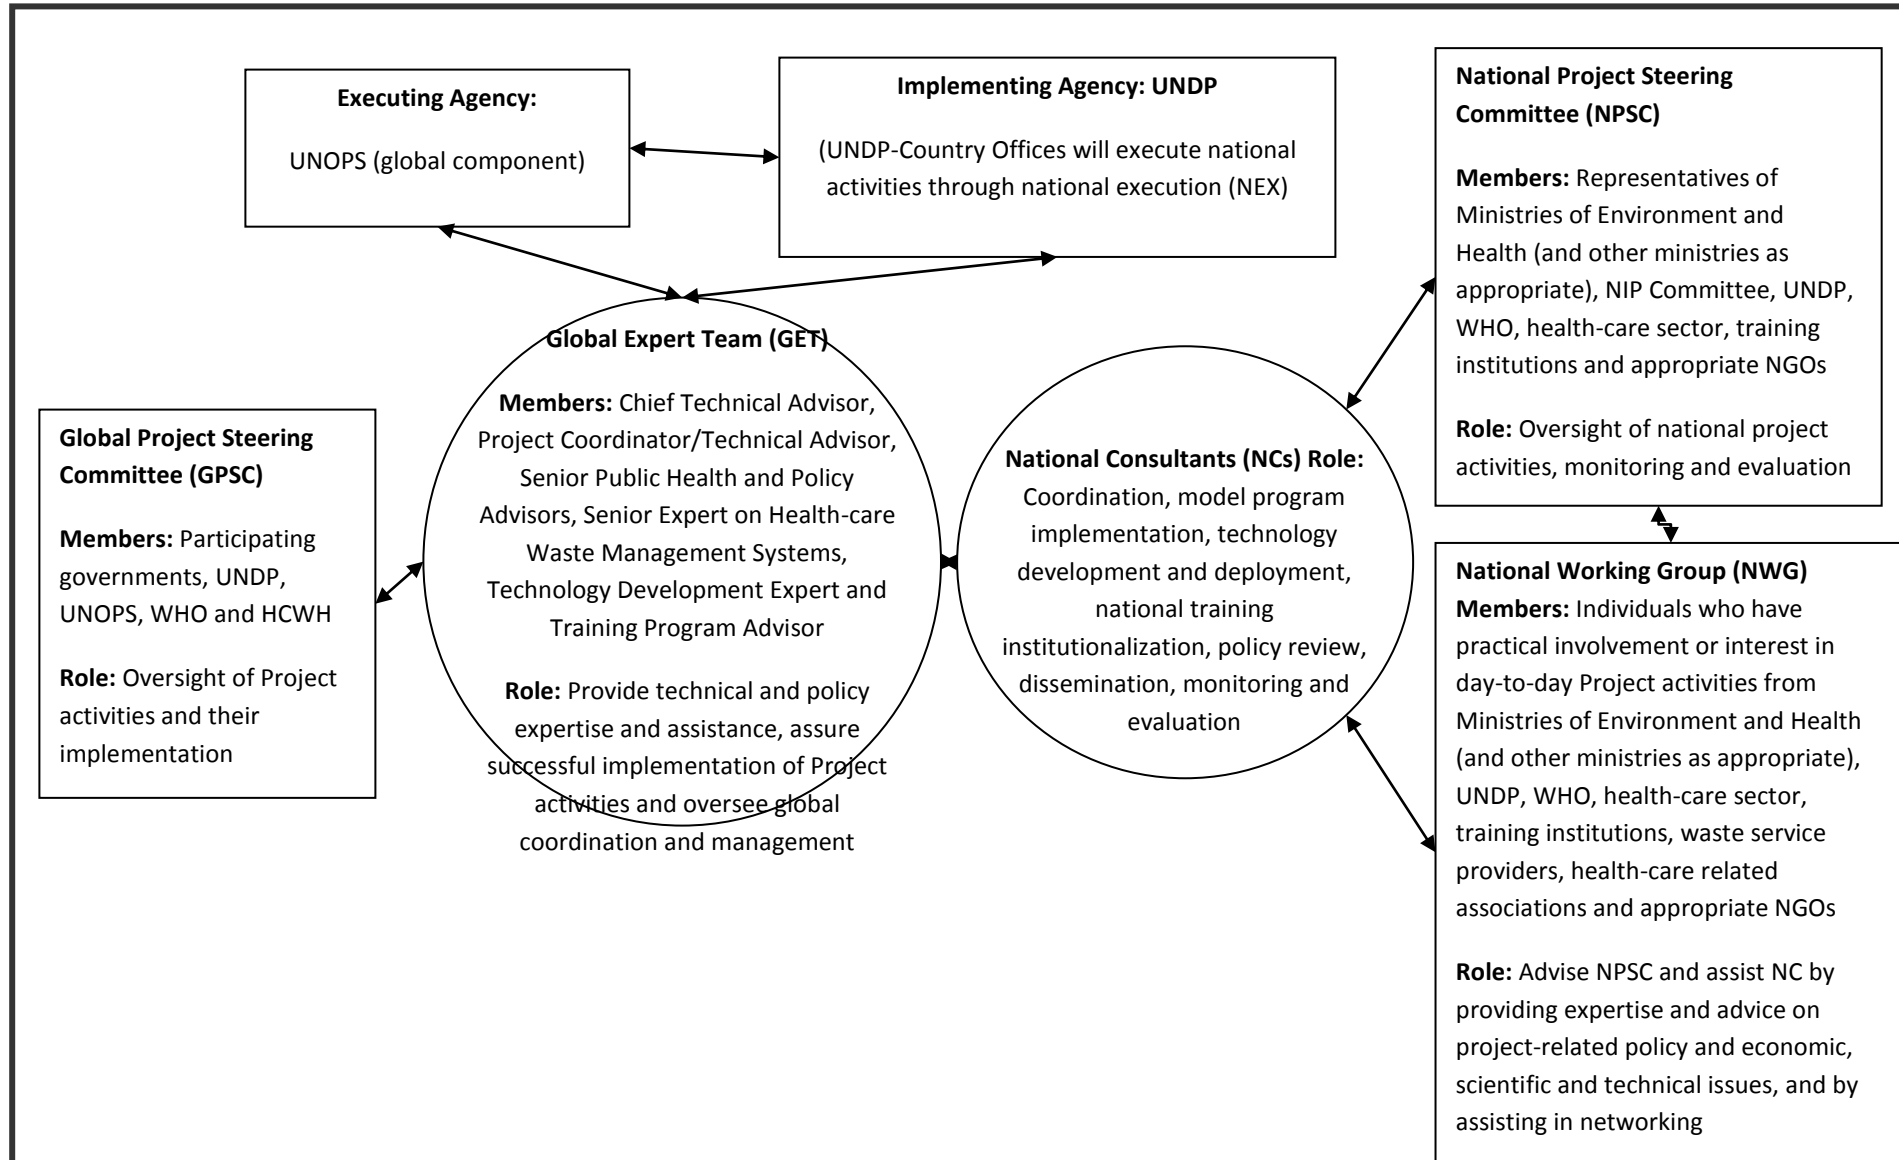 Executing Agency:
UNOPS (global component)
Implementing Agency: UNDP
(UNDP-Country Offices will execute national
activities through national execution (NEX)
National Project Steering
Committee (NPSC)
Members: Representatives of
Ministries of Environment and
Health (and other ministries as
appropriate), NIP Committee, UNDP,
WHO, health-care sector, training
institutions and appropriate NGOs
Role: Oversight of national project
activities, monitoring and evaluation
Global Project Steering
Committee (GPSC)
Members: Participating
governments, UNDP,
UNOPS, WHO and HCWH
Role: Oversight of Project
activities and their
implementation
Global Expert Team (GET)
Members: Chief Technical Advisor,
Project Coordinator/Technical Advisor,
Senior Public Health and Policy
Advisors, Senior Expert on Health-care
Waste Management Systems,
Technology Development Expert and
Training Program Advisor
Role: Provide technical and policy
expertise and assistance, assure
successful implementation of Project
activities and oversee global
coordination and management
National Consultants (NCs) Role:
Coordination, model program
implementation, technology
development and deployment,
national training
institutionalization, policy review,
dissemination, monitoring and
evaluation
National Working Group (NWG)
Members: Individuals who have
practical involvement or interest in
day-to-day Project activities from
Ministries of Environment and Health
(and other ministries as appropriate),
UNDP, WHO, health-care sector,
training institutions, waste service
providers, health-care related
associations and appropriate NGOs
Role: Advise NPSC and assist NC by
providing expertise and advice on
project-related policy and economic,
scientific and technical issues, and by
assisting in networking